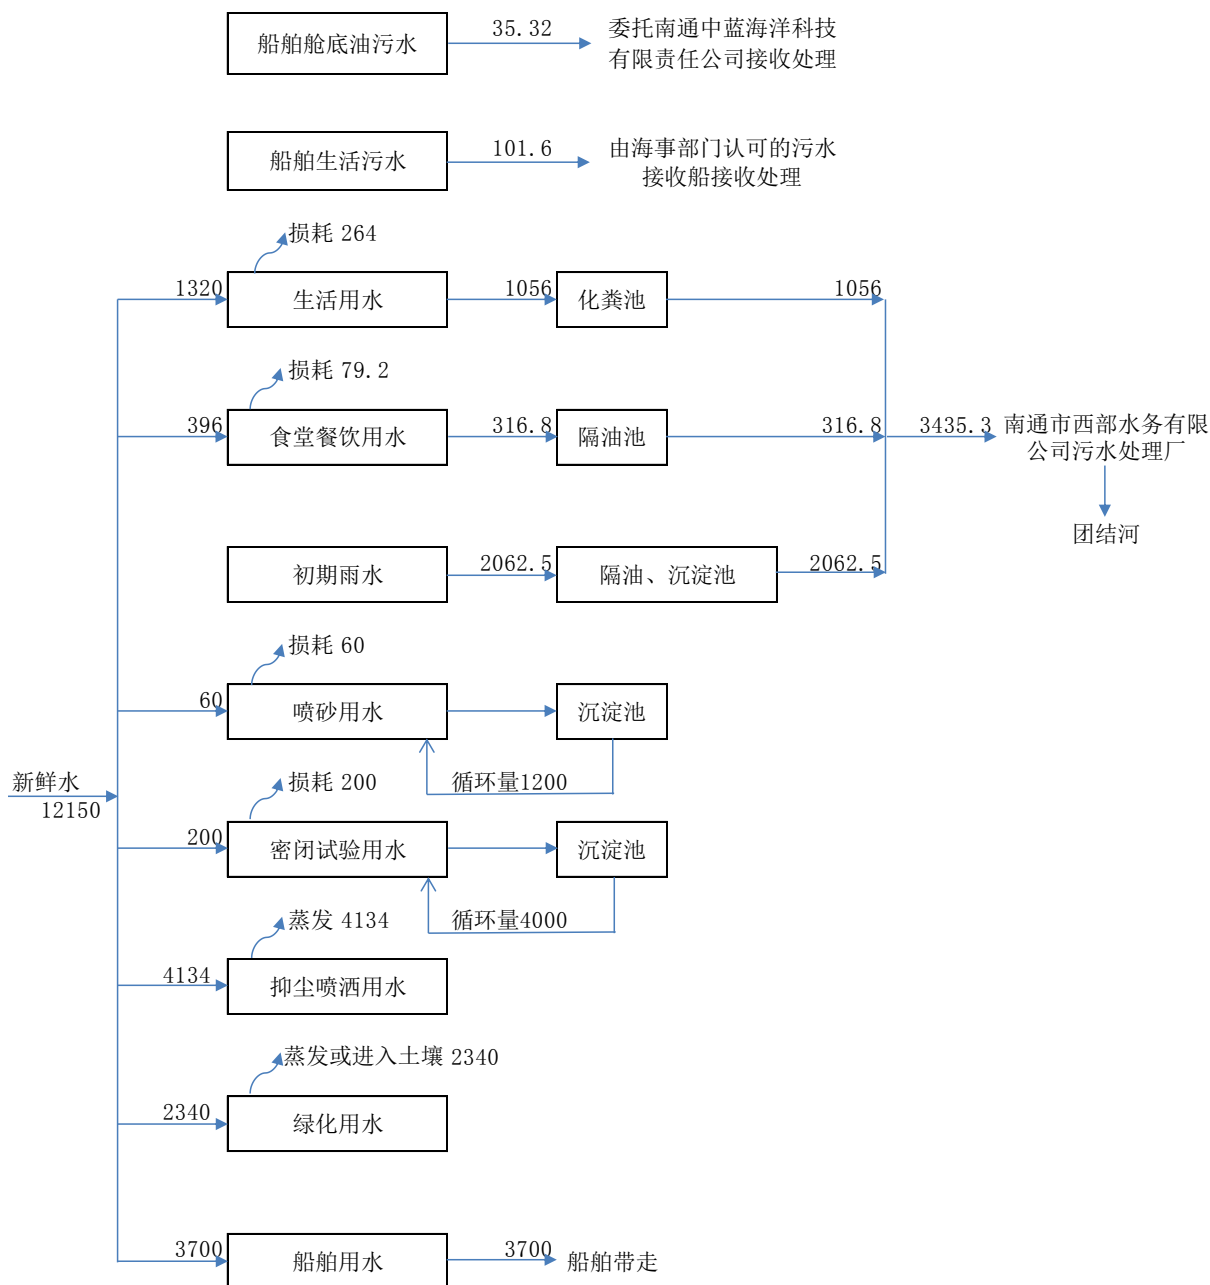 船舶舱底油污水
35.32
委托南通中蓝海洋科技
有限责任公司接收处理
船舶生活污水
101.6
由海事部门认可的污水
接收船接收处理
损耗 264
1320
生活用水
1056
化粪池
1056
损耗 79.2
396
食堂餐饮用水
316.8
隔油池
316.8
3435.3
南通市西部水务有限
公司污水处理厂
团结河
初期雨水
2062.5
隔油、沉淀池
2062.5
损耗 60
60
喷砂用水
沉淀池
循环量1200
新鲜水
12150
损耗 200
200
密闭试验用水
沉淀池
循环量4000
蒸发 4134
4134
抑尘喷洒用水
蒸发或进入土壤 2340
2340
绿化用水
3700
船舶用水
3700
船舶带走